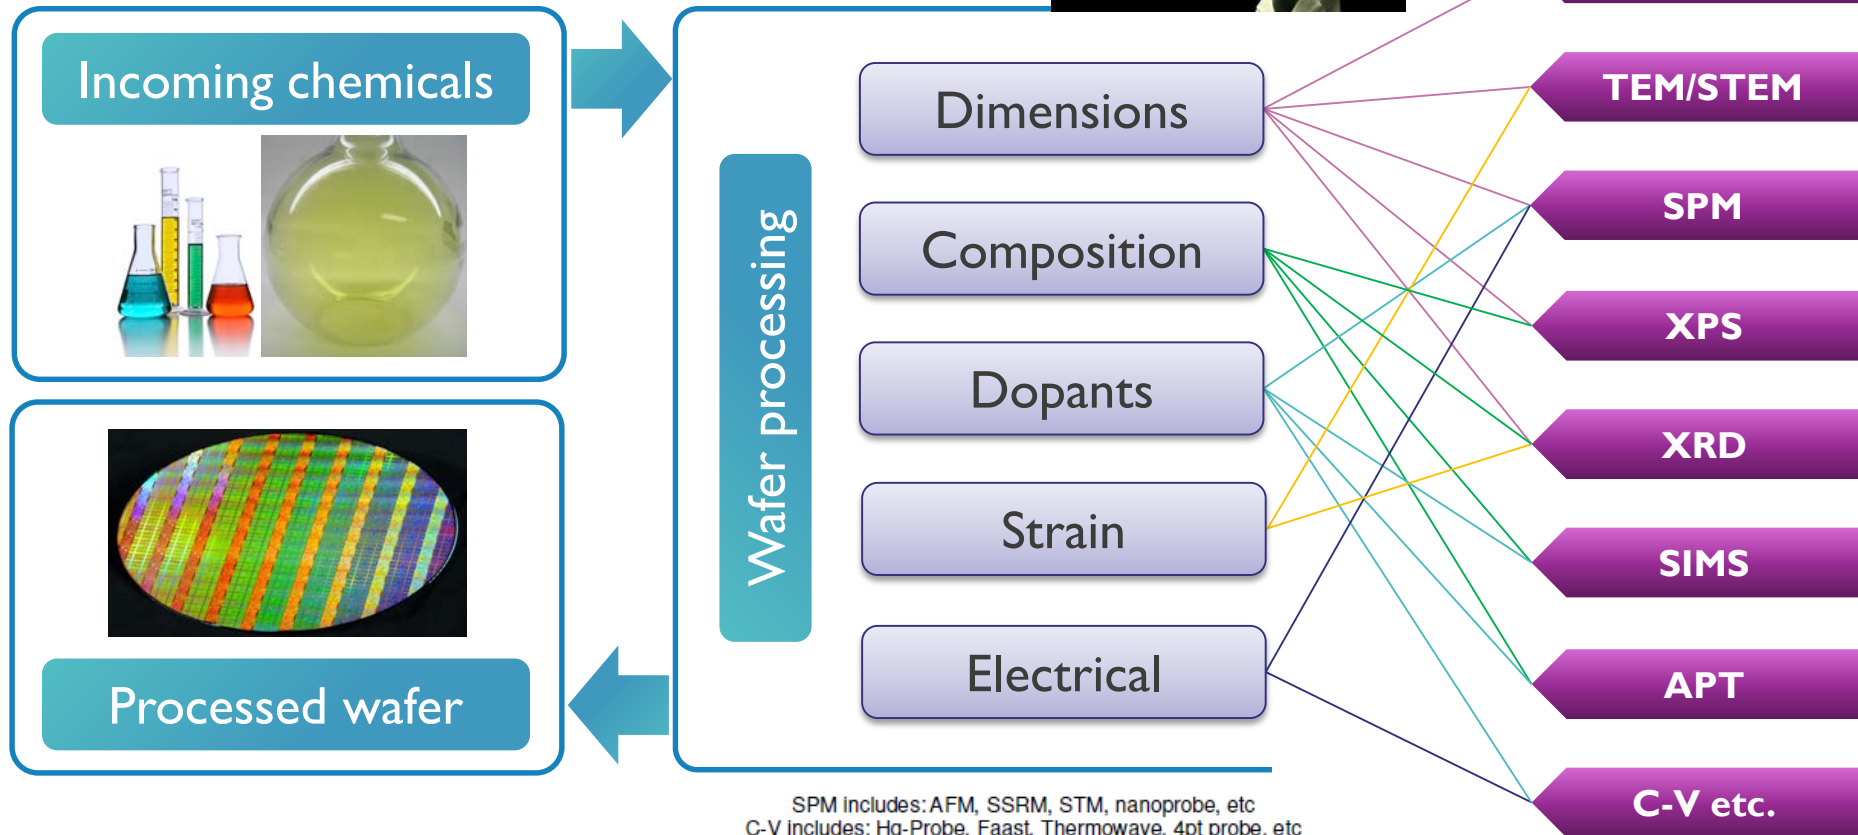 Incoming chemicals
Processed wafer
Wafer processing
Dimensions
Composition
Dopants
Strain
Electrical
TEM/STEM
SPM
XPS
XRD
SIMS
APT
C-V etc.
SPM includes: AFM, SSRM, STM, nanoprobe, etc
C-V includes: Hg-Probe, Faast, Thermowave, 4pt probe, etc